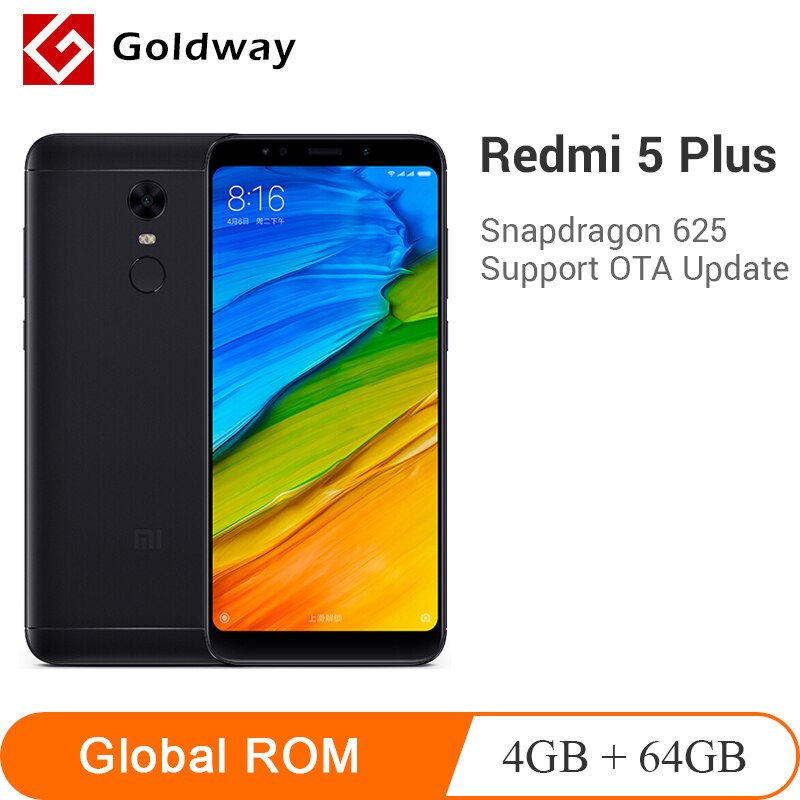 Goldway
Redmi 5 Plus
Snapdragon 625
Support OTA Update
8:16
4月6日 周二下午
上滑解锁
mi
Global ROM
4GB + 64GB